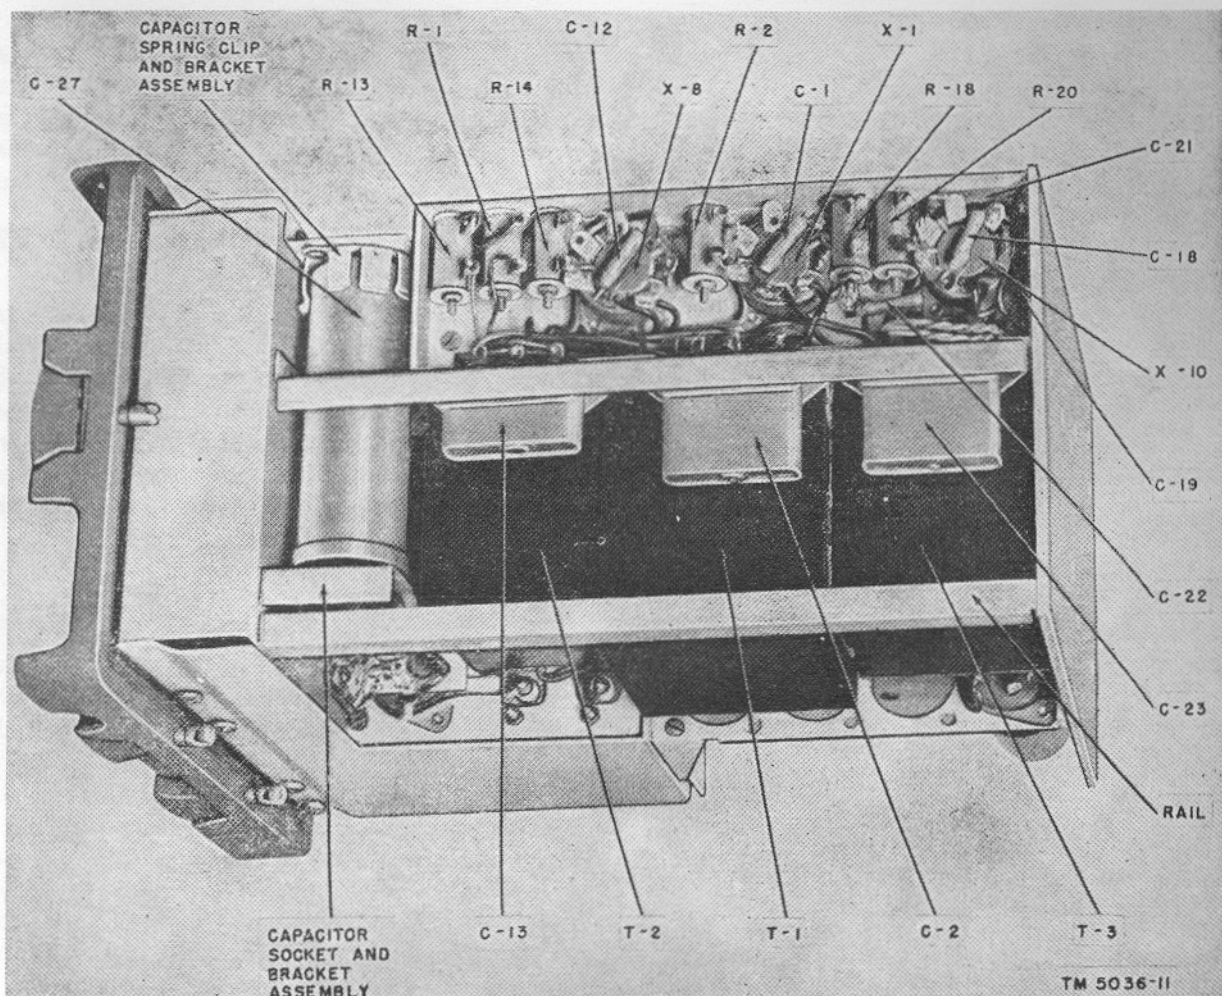 CAPACITOR
SPRING CLIP
AND BRACKET
ASSEMBLY
R-1
C-12
R-2
X-1
C-27
R-13
R-14
X-8
C-1
R-18
R-20
C-21
C-18
X-10
C-19
C-22
C-23
RAIL
CAPACITOR
SOCKET AND
BRACKET
ASSEMBLY
C-13
T-2
T-1
C-2
T-3
TM 5036-11